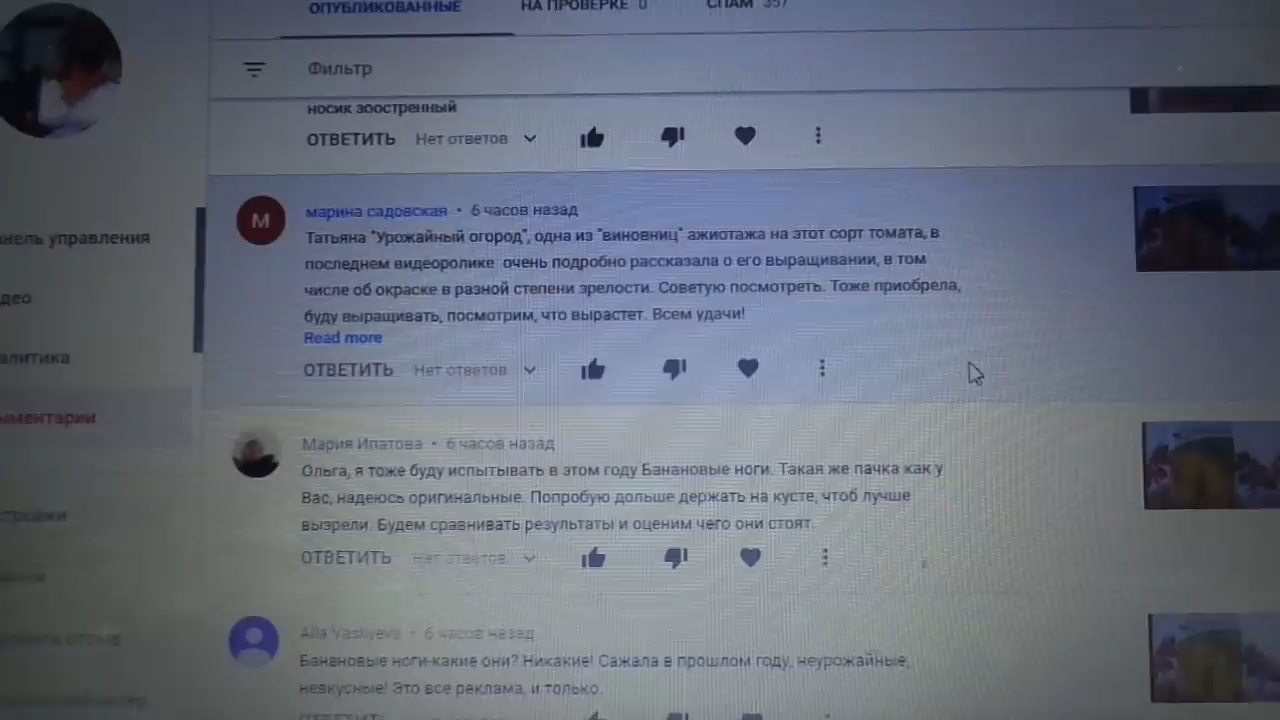 ОПУБЛИКОВАННЫЕ НА ПРОВЕРКЕ 0 СПАМ 357
Фильтр
носик зоостренный
ОТВЕТИТЬ Нет ответов
М
марина садовская • 6 часов назад
Татьяна "Урожайный огород", одна из "виновниц" ажиотажа на этот сорт томата, в
последнем видеоролике очень подробно рассказала о его выращивании, в том
числе об окраске в разной степени зрелости. Советую посмотреть. Тоже приобрела,
буду выращивать, посмотрим, что вырастет. Всем удачи!
Read more
ОТВЕТИТЬ Нет ответов
Мария Ипатова • 6 часов назад
Ольга, я тоже буду испытывать в этом году Банановые ноги. Такая же пачка как у
Вас, надеюсь оригинальные. Попробую дольше держать на кусте, чтоб лучше
вызрели. Будем сравнивать результаты и оценим чего они стоят.
ОТВЕТИТЬ Нет ответов
Alla Vasilyeva • 6 часов назад
Банановые ноги-какие они? Никакие! Сажала в прошлом году, неурожайные,
невкусные! Это все реклама, и только.
ОТВЕТИТЬ
нель управления
део
алитика
мментарии